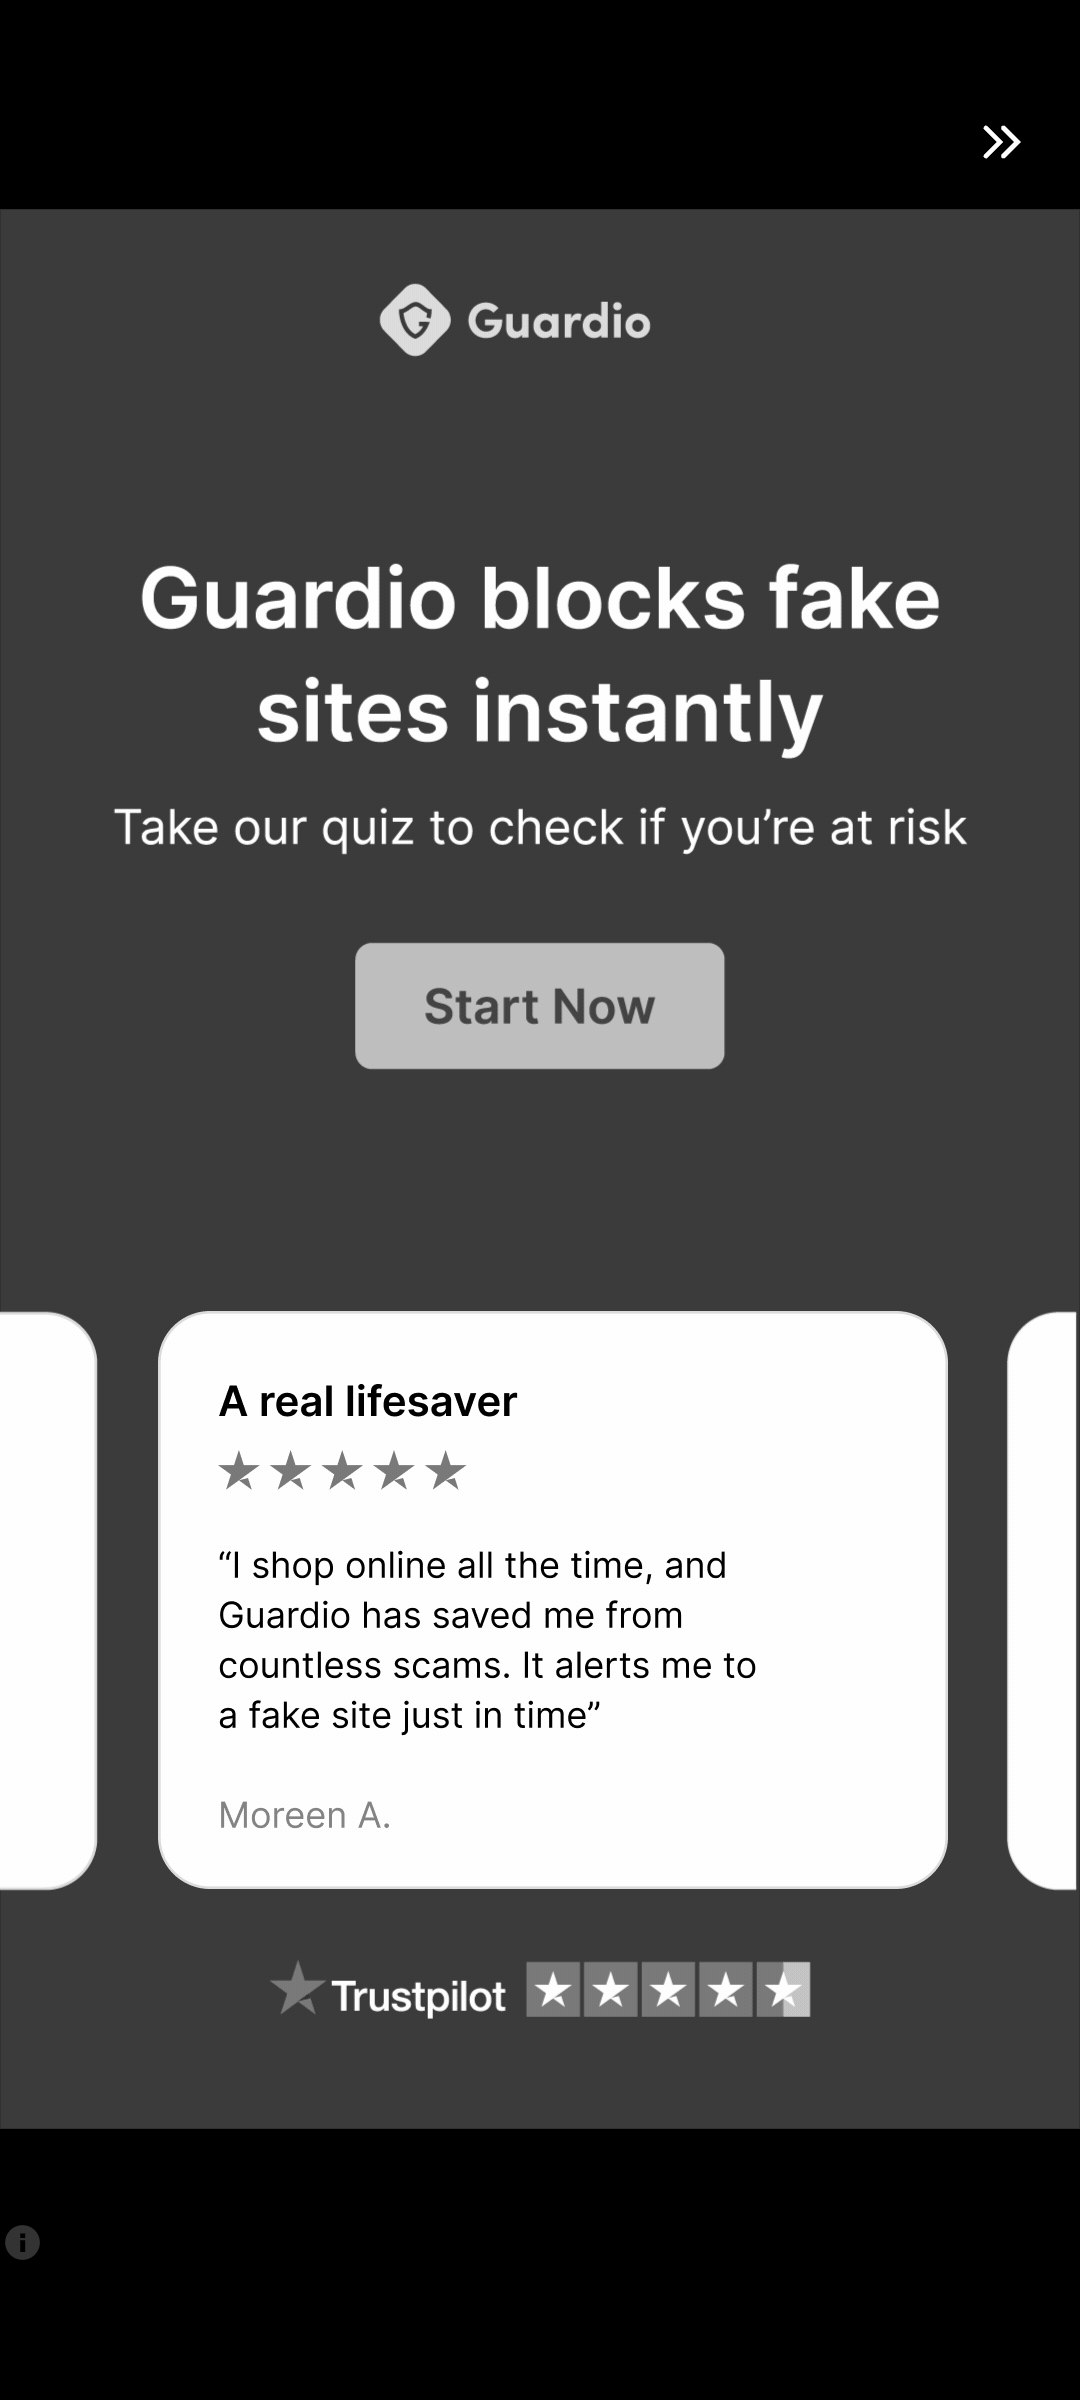 Guardio
Guardio blocks fake
sites instantly
Take our quiz to check if you’re at risk
Start Now
A real lifesaver
“I shop online all the time, and
Guardio has saved me from
countless scams. It alerts me to
a fake site just in time”
Moreen A.
Trustpilot